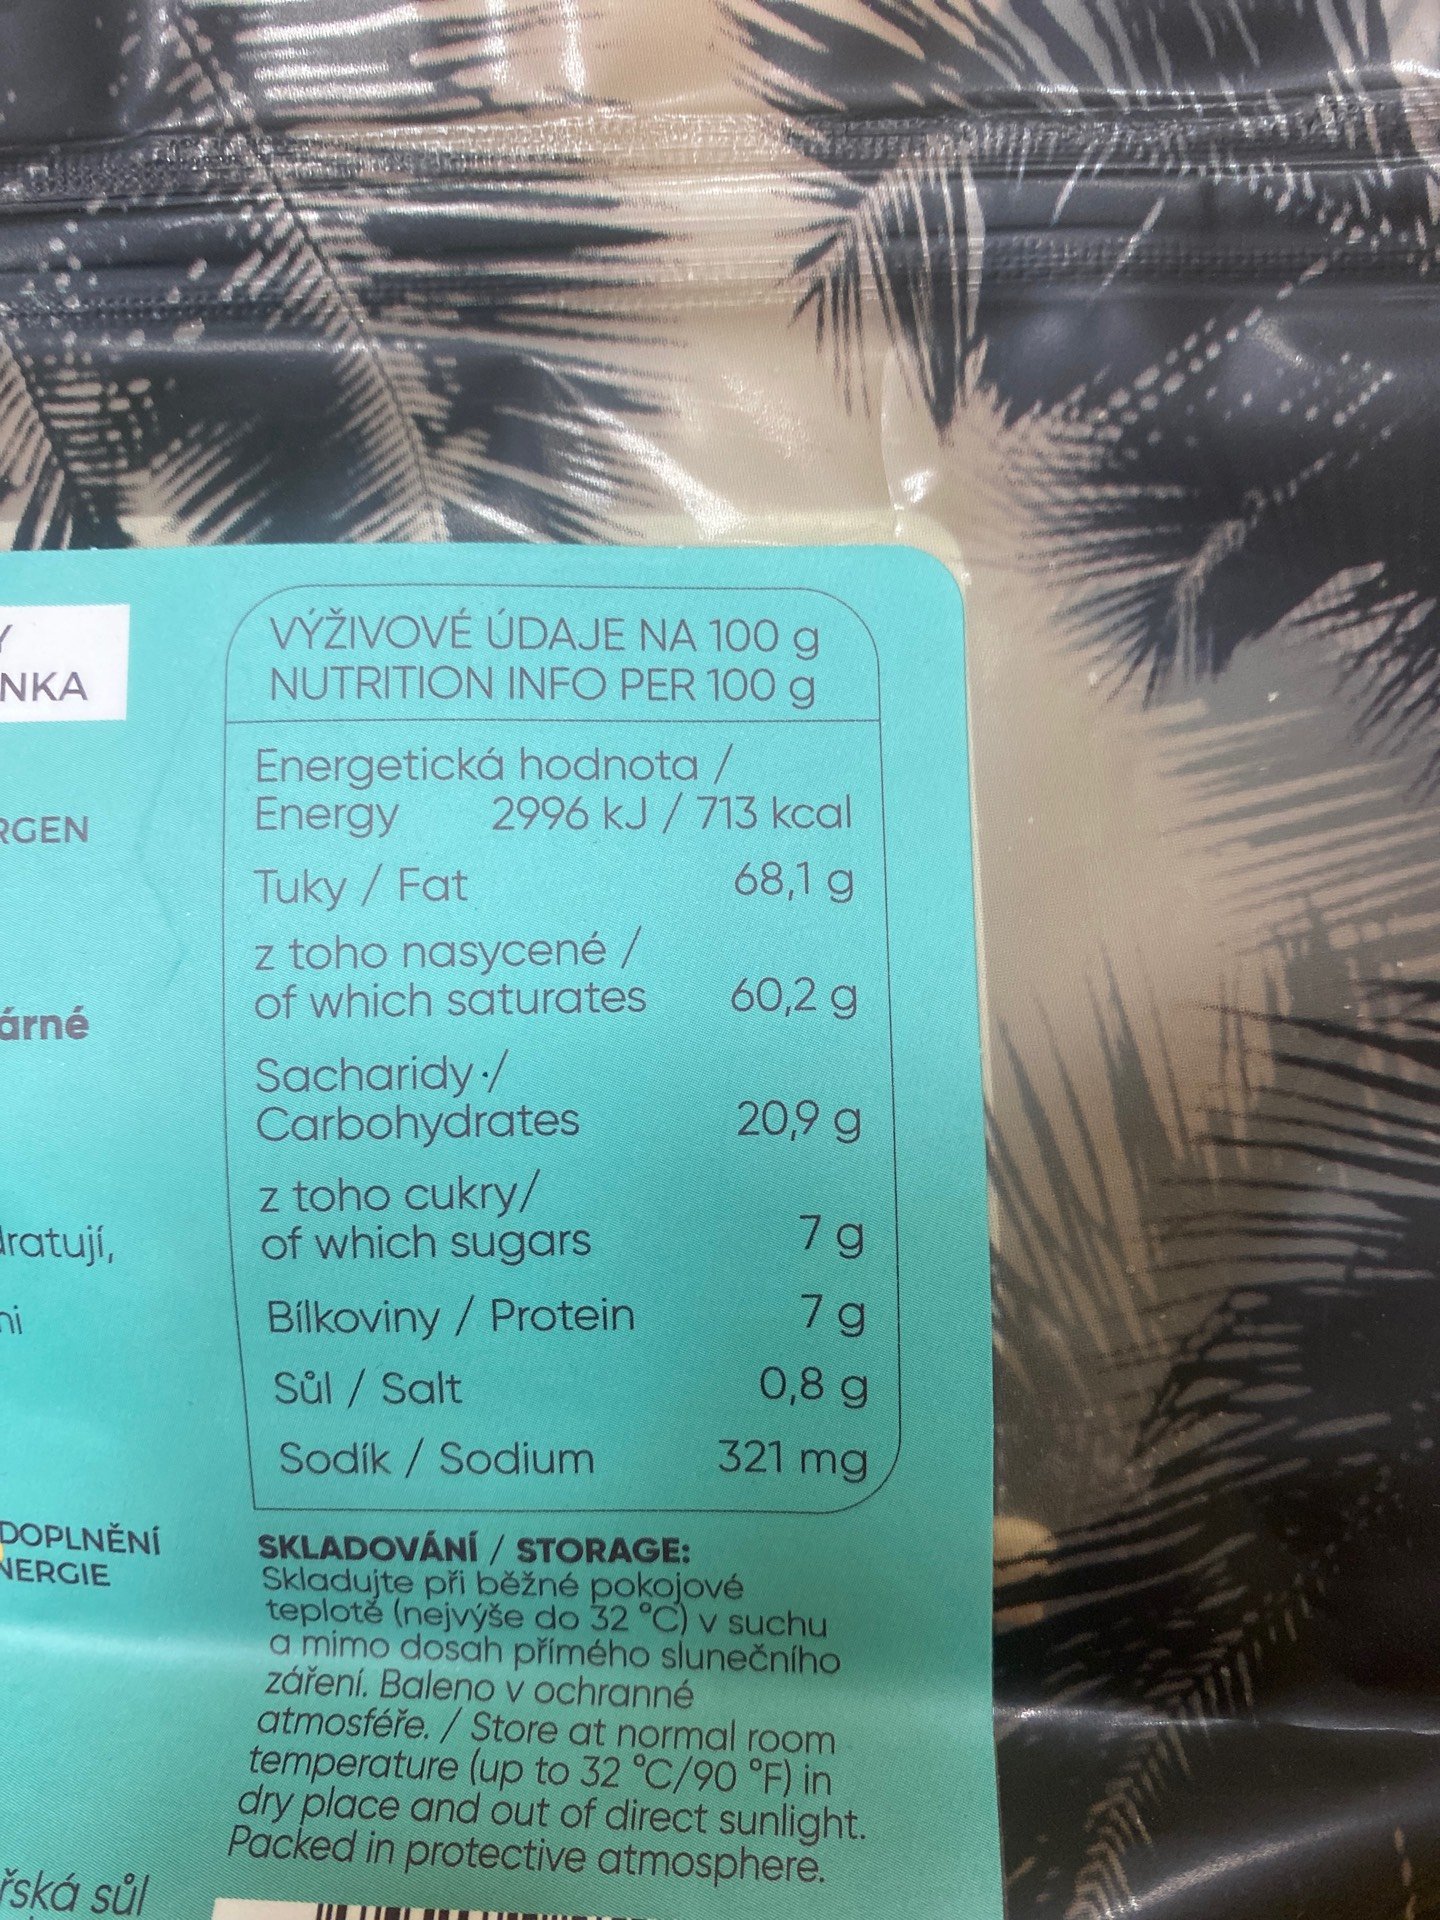 Y
NKA
RGEN
árné
dratují,
ni
DOPLNĚNÍ
NERGIE
řská sůl
VÝŽIVOVÉ ÚDAJE NA 100 g
NUTRITION INFO PER 100 g
Energetická hodnota /
Energy 2996 kJ / 713 kcal
Tuky / Fat 68,1 g
z toho nasycené /
of which saturates 60,2 g
Sacharidy /
Carbohydrates 20,9 g
z toho cukry/
of which sugars 7 g
Bílkoviny / Protein 7 g
Sůl / Salt 0,8 g
Sodík / Sodium 321 mg
SKLADOVÁNÍ / STORAGE:
Skladujte při běžné pokojové
teplotě (nejvýše do 32 °C) v suchu
a mimo dosah přímého slunečního
záření. Baleno v ochranné
atmosféře. / Store at normal room
temperature (up to 32 °C/90 °F) in
dry place and out of direct sunlight.
Packed in protective atmosphere.